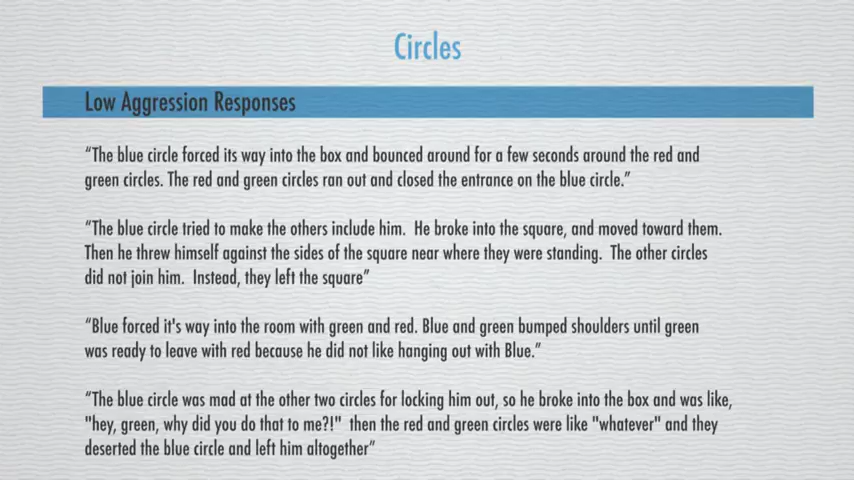 Circles
Low Aggression Responses
“The blue circle forced its way into the box and bounced around for a few seconds around the red and
green circles. The red and green circles ran out and closed the entrance on the blue circle.”
“The blue circle tried to make the others include him.  He broke into the square, and moved toward them.
Then he threw himself against the sides of the square near where they were standing.  The other circles
did not join him.  Instead, they left the square”
“Blue forced it's way into the room with green and red. Blue and green bumped shoulders until green
was ready to leave with red because he did not like hanging out with Blue.”
“The blue circle was mad at the other two circles for locking him out, so he broke into the box and was like,
"hey, green, why did you do that to me?!"  then the red and green circles were like "whatever" and they
deserted the blue circle and left him altogether”